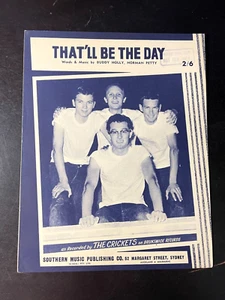 THAT'LL BE THE DAY
Words & Music by BUDDY HOLLY, NORMAN PETTY
2/6
as Recorded by THE CRICKETS on BRUNSWICK RECORDS
SOUTHERN MUSIC PUBLISHING CO. 52 MARGARET STREET, SYDNEY